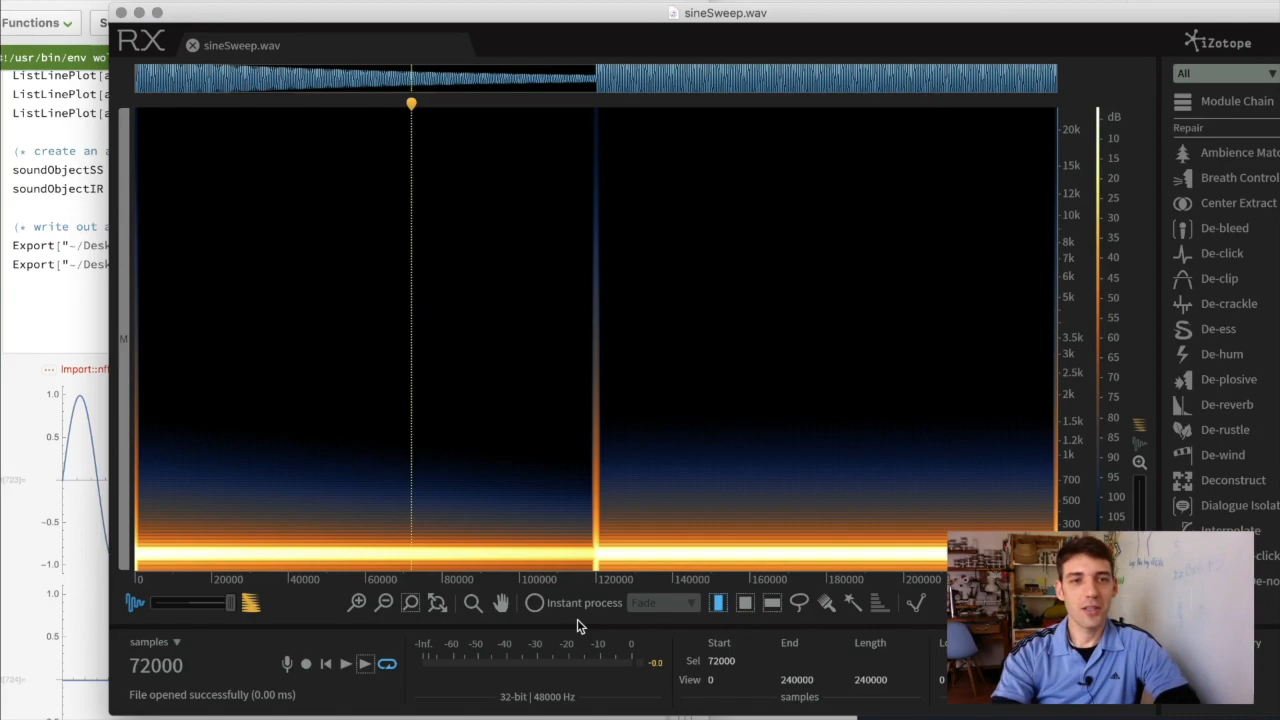 Functions
sineSweep.wav
!/usr/bin/env wo
ListLinePlot[a
ListLinePlot[a
ListLinePlot[a
(* create an a
soundObjectSS
soundObjectIR
(* write out a
Export["~/Desk
Export["~/Desk
Import::nf
1.0
0.5
0
−0.5
−1.0
1.0
0.5
RX
sineSweep.wav
iZotope
20k
15k
12k
10k
8k
7k
6k
5k
3.5k
3k
2.5k
2k
1.5k
1.2k
1k
700
500
300
dB
10
15
20
25
30
35
40
45
50
55
60
65
70
75
80
85
90
95
100
105
M
0 20000 40000 60000 80000 100000 120000 140000 160000 180000 200000
All
Module Chain
Repair
Ambience Matc
Breath Control
Center Extract
De-bleed
De-click
De-clip
De-crackle
De-ess
De-hum
De-plosive
De-reverb
De-rustle
De-wind
Deconstruct
Dialogue Isolat
Interpolate
Instant process Fade
samples
72000
File opened successfully (0.00 ms)
-Inf. -60 -50 -40 -30 -20 -10 0
-0.0
32-bit | 48000 Hz
Start End Length
Sel 72000
View 0 240000 240000
samples